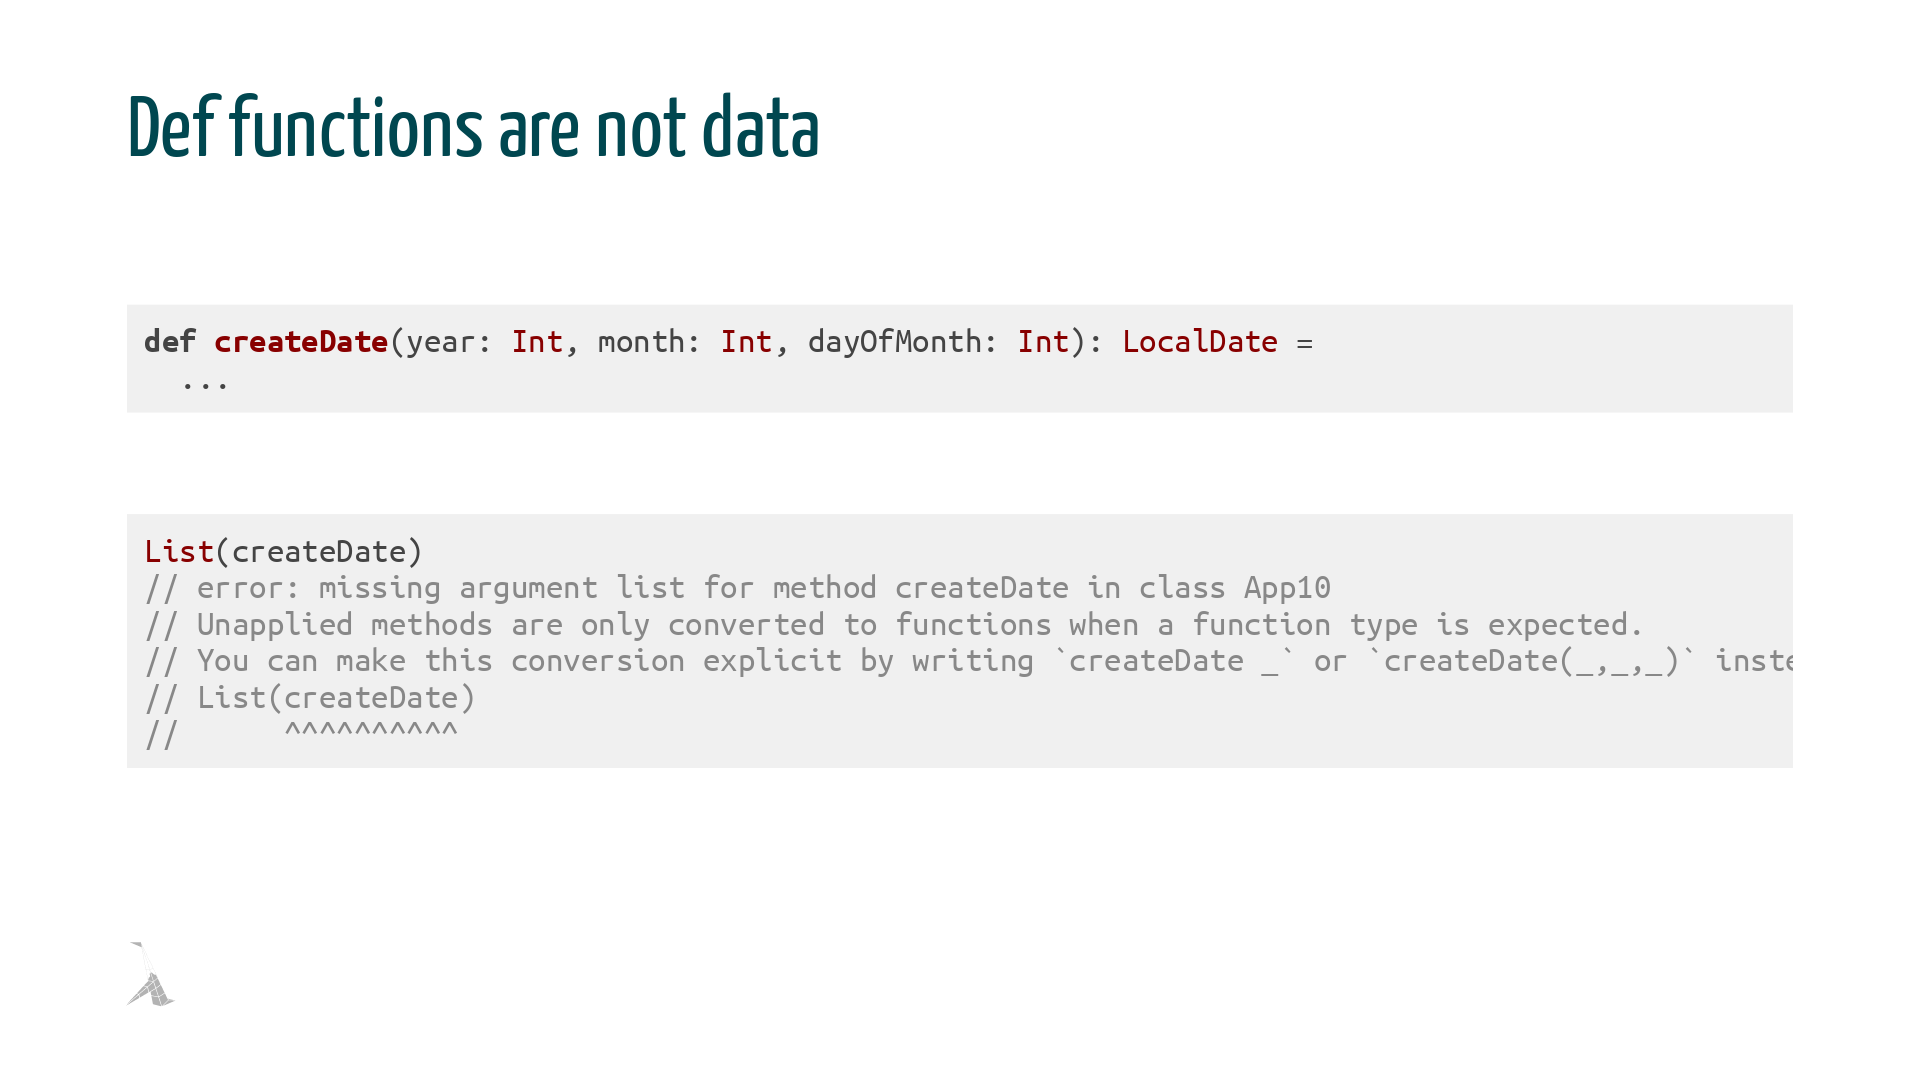 Def functions are not data
def createDate(year: Int, month: Int, dayOfMonth: Int): LocalDate =
  ...
List(createDate)
// error: missing argument list for method createDate in class App10
// Unapplied methods are only converted to functions when a function type is expected.
// You can make this conversion explicit by writing `createDate _` or `createDate(_,_,_)` inste
// List(createDate)
//      ^^^^^^^^^^